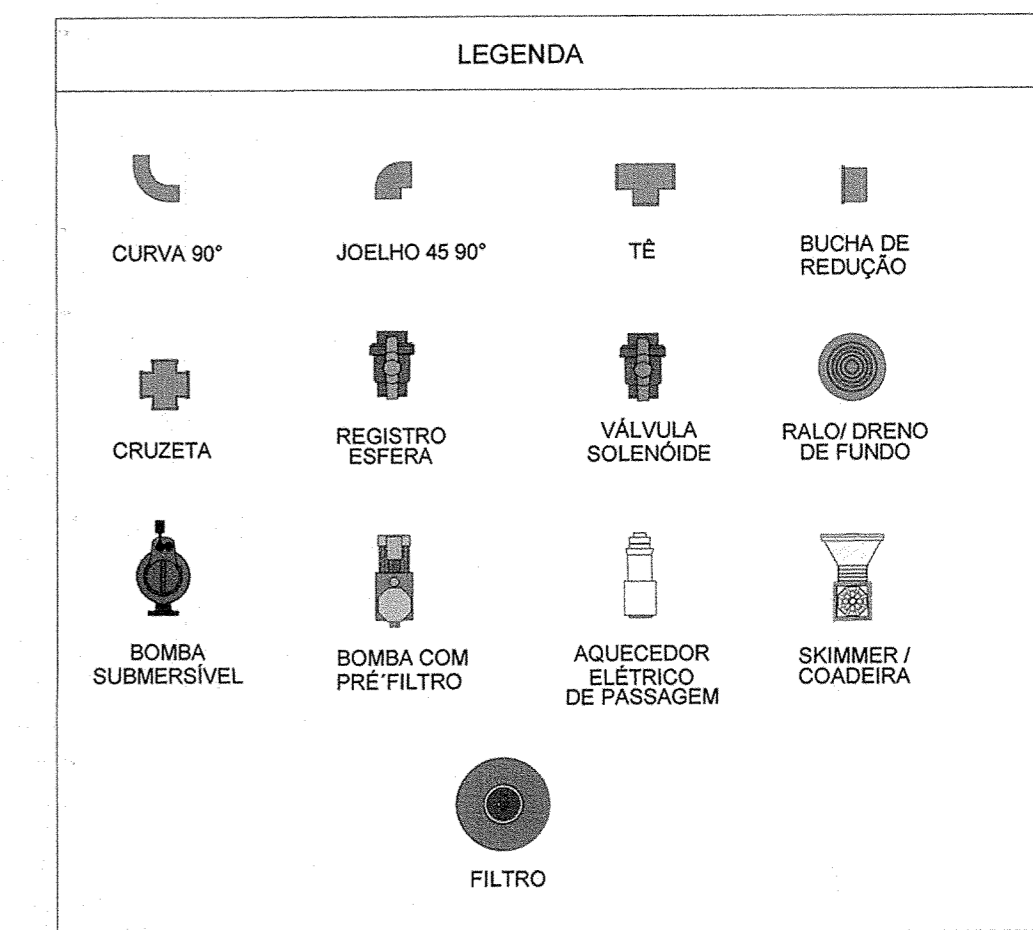 LEGENDA
CURVA 90°
JOELHO 45 90°
TÊ
BUCHA DE
REDUÇÃO
CRUZETA
REGISTRO
ESFERA
VÁLVULA
SOLENÓIDE
RALO/ DRENO
DE FUNDO
BOMBA
SUBMERSÍVEL
BOMBA COM
PRÉ´FILTRO
AQUECEDOR
ELÉTRICO
DE PASSAGEM
SKIMMER /
COADEIRA
FILTRO